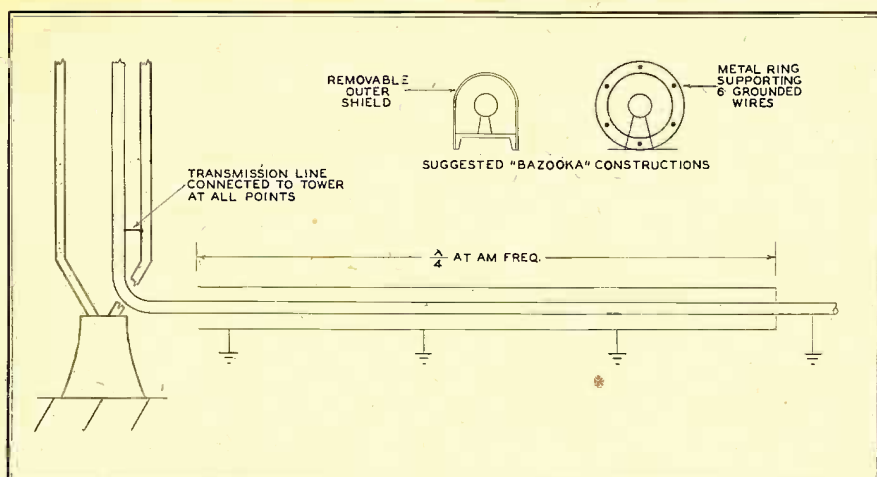 REMOVABLE
OUTER
SHIELD
METAL RING
SUPPORTING
6 GROUNDED
WIRES
SUGGESTED "BAZOOKA" CONSTRUCTIONS
TRANSMISSION LINE
CONNECTED TO TOWER
AT ALL POINTS
λ/4 AT AM FREQ.